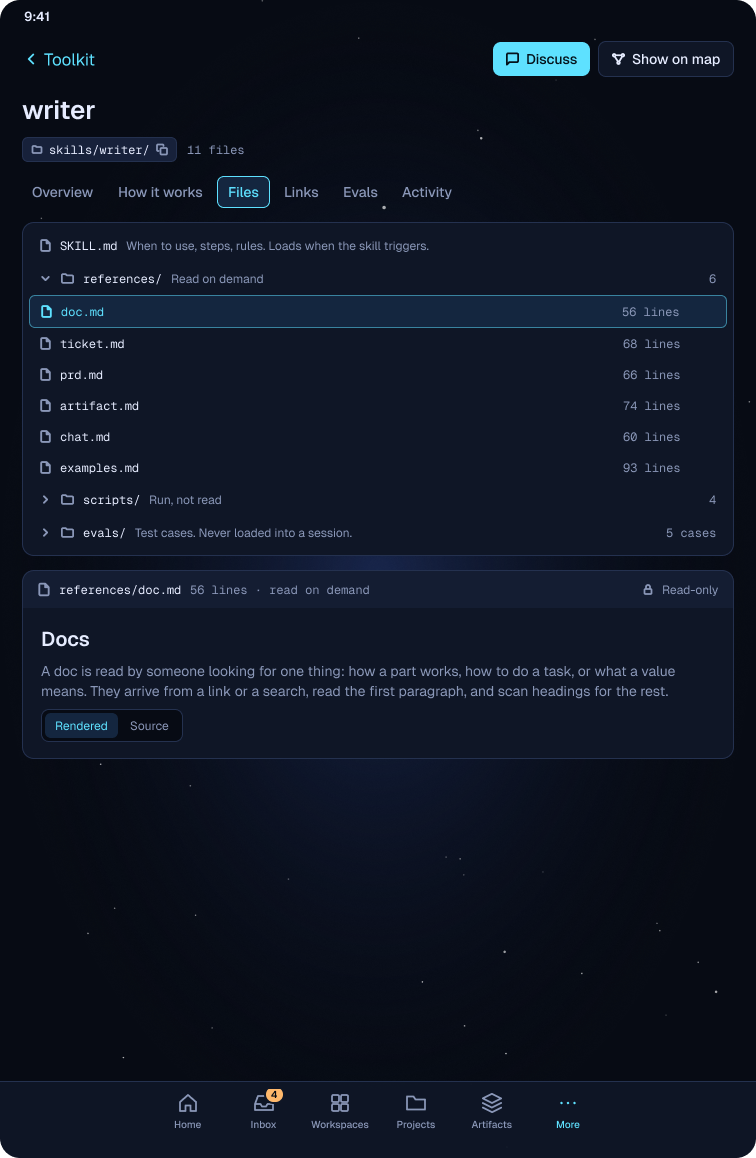 9:41
Toolkit
Discuss
Show on map
writer
skills/writer/
11 files
Overview How it works Files Links Evals Activity
SKILL.md When to use, steps, rules. Loads when the skill triggers.
references/ Read on demand 6
doc.md 56 lines
ticket.md 68 lines
prd.md 66 lines
artifact.md 74 lines
chat.md 60 lines
examples.md 93 lines
scripts/ Run, not read 4
evals/ Test cases. Never loaded into a session. 5 cases
references/doc.md 56 lines · read on demand Read-only
Docs
A doc is read by someone looking for one thing: how a part works, how to do a task, or what a value
means. They arrive from a link or a search, read the first paragraph, and scan headings for the rest.
Rendered Source
4
Home Inbox Workspaces Projects Artifacts More